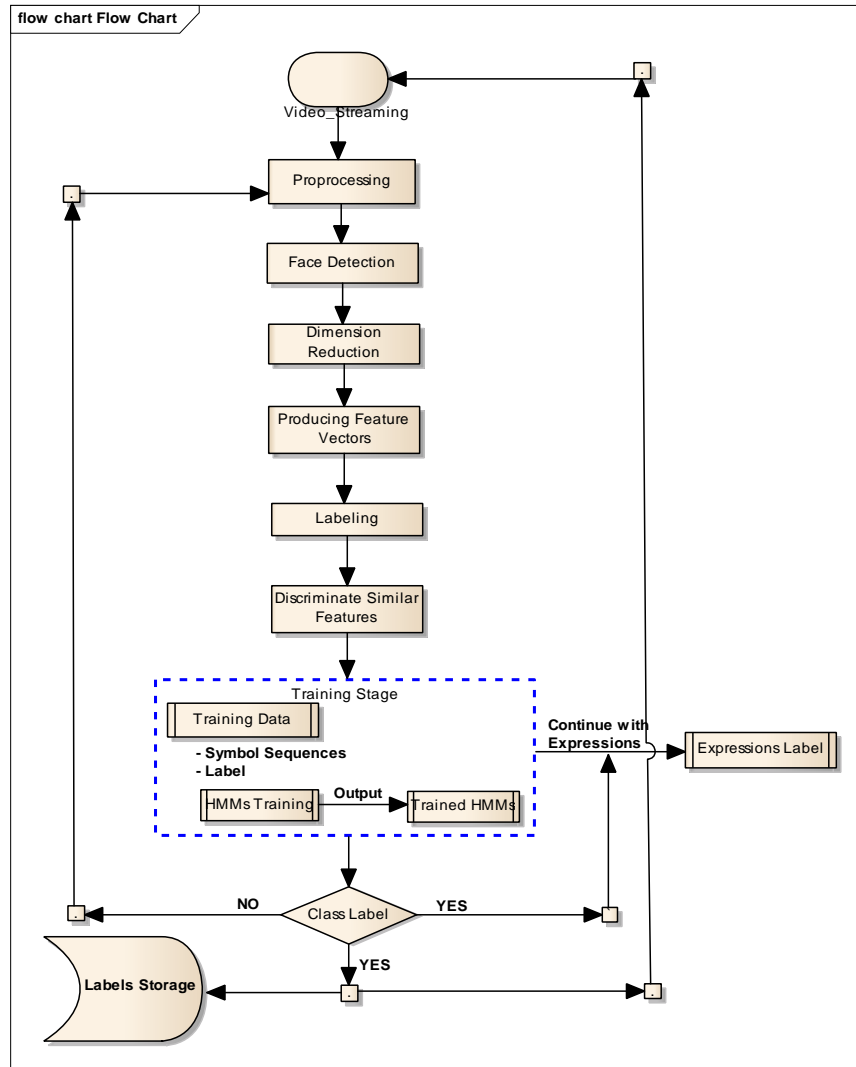 flow chart Flow Chart
Video_Streaming
Proprocessing
Face Detection
Dimension
Reduction
Producing Feature
Vectors
Labeling
Discriminate Similar
Features
Training Stage
Training Data
- Symbol Sequences
- Label
HMMs Training
Output
Trained HMMs
Continue with
Expressions
Expressions Label
NO
Class Label
YES
YES
Labels Storage